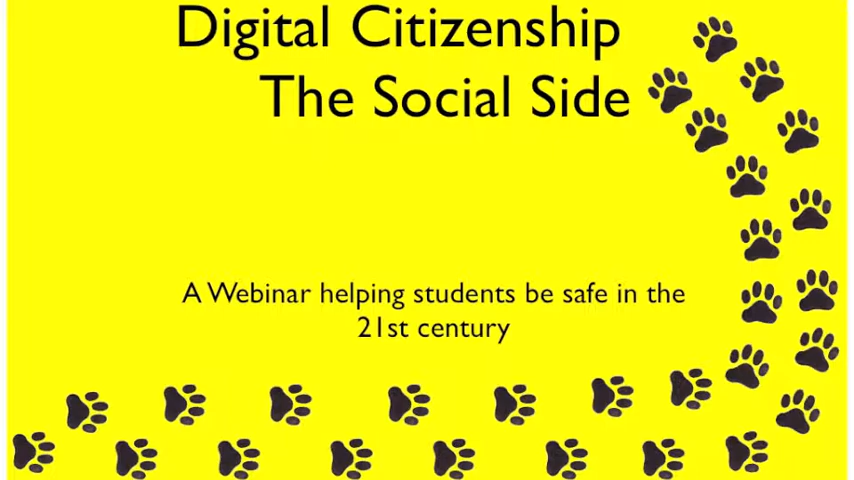 Digital Citizenship
The Social Side
A Webinar helping students be safe in the
21st century